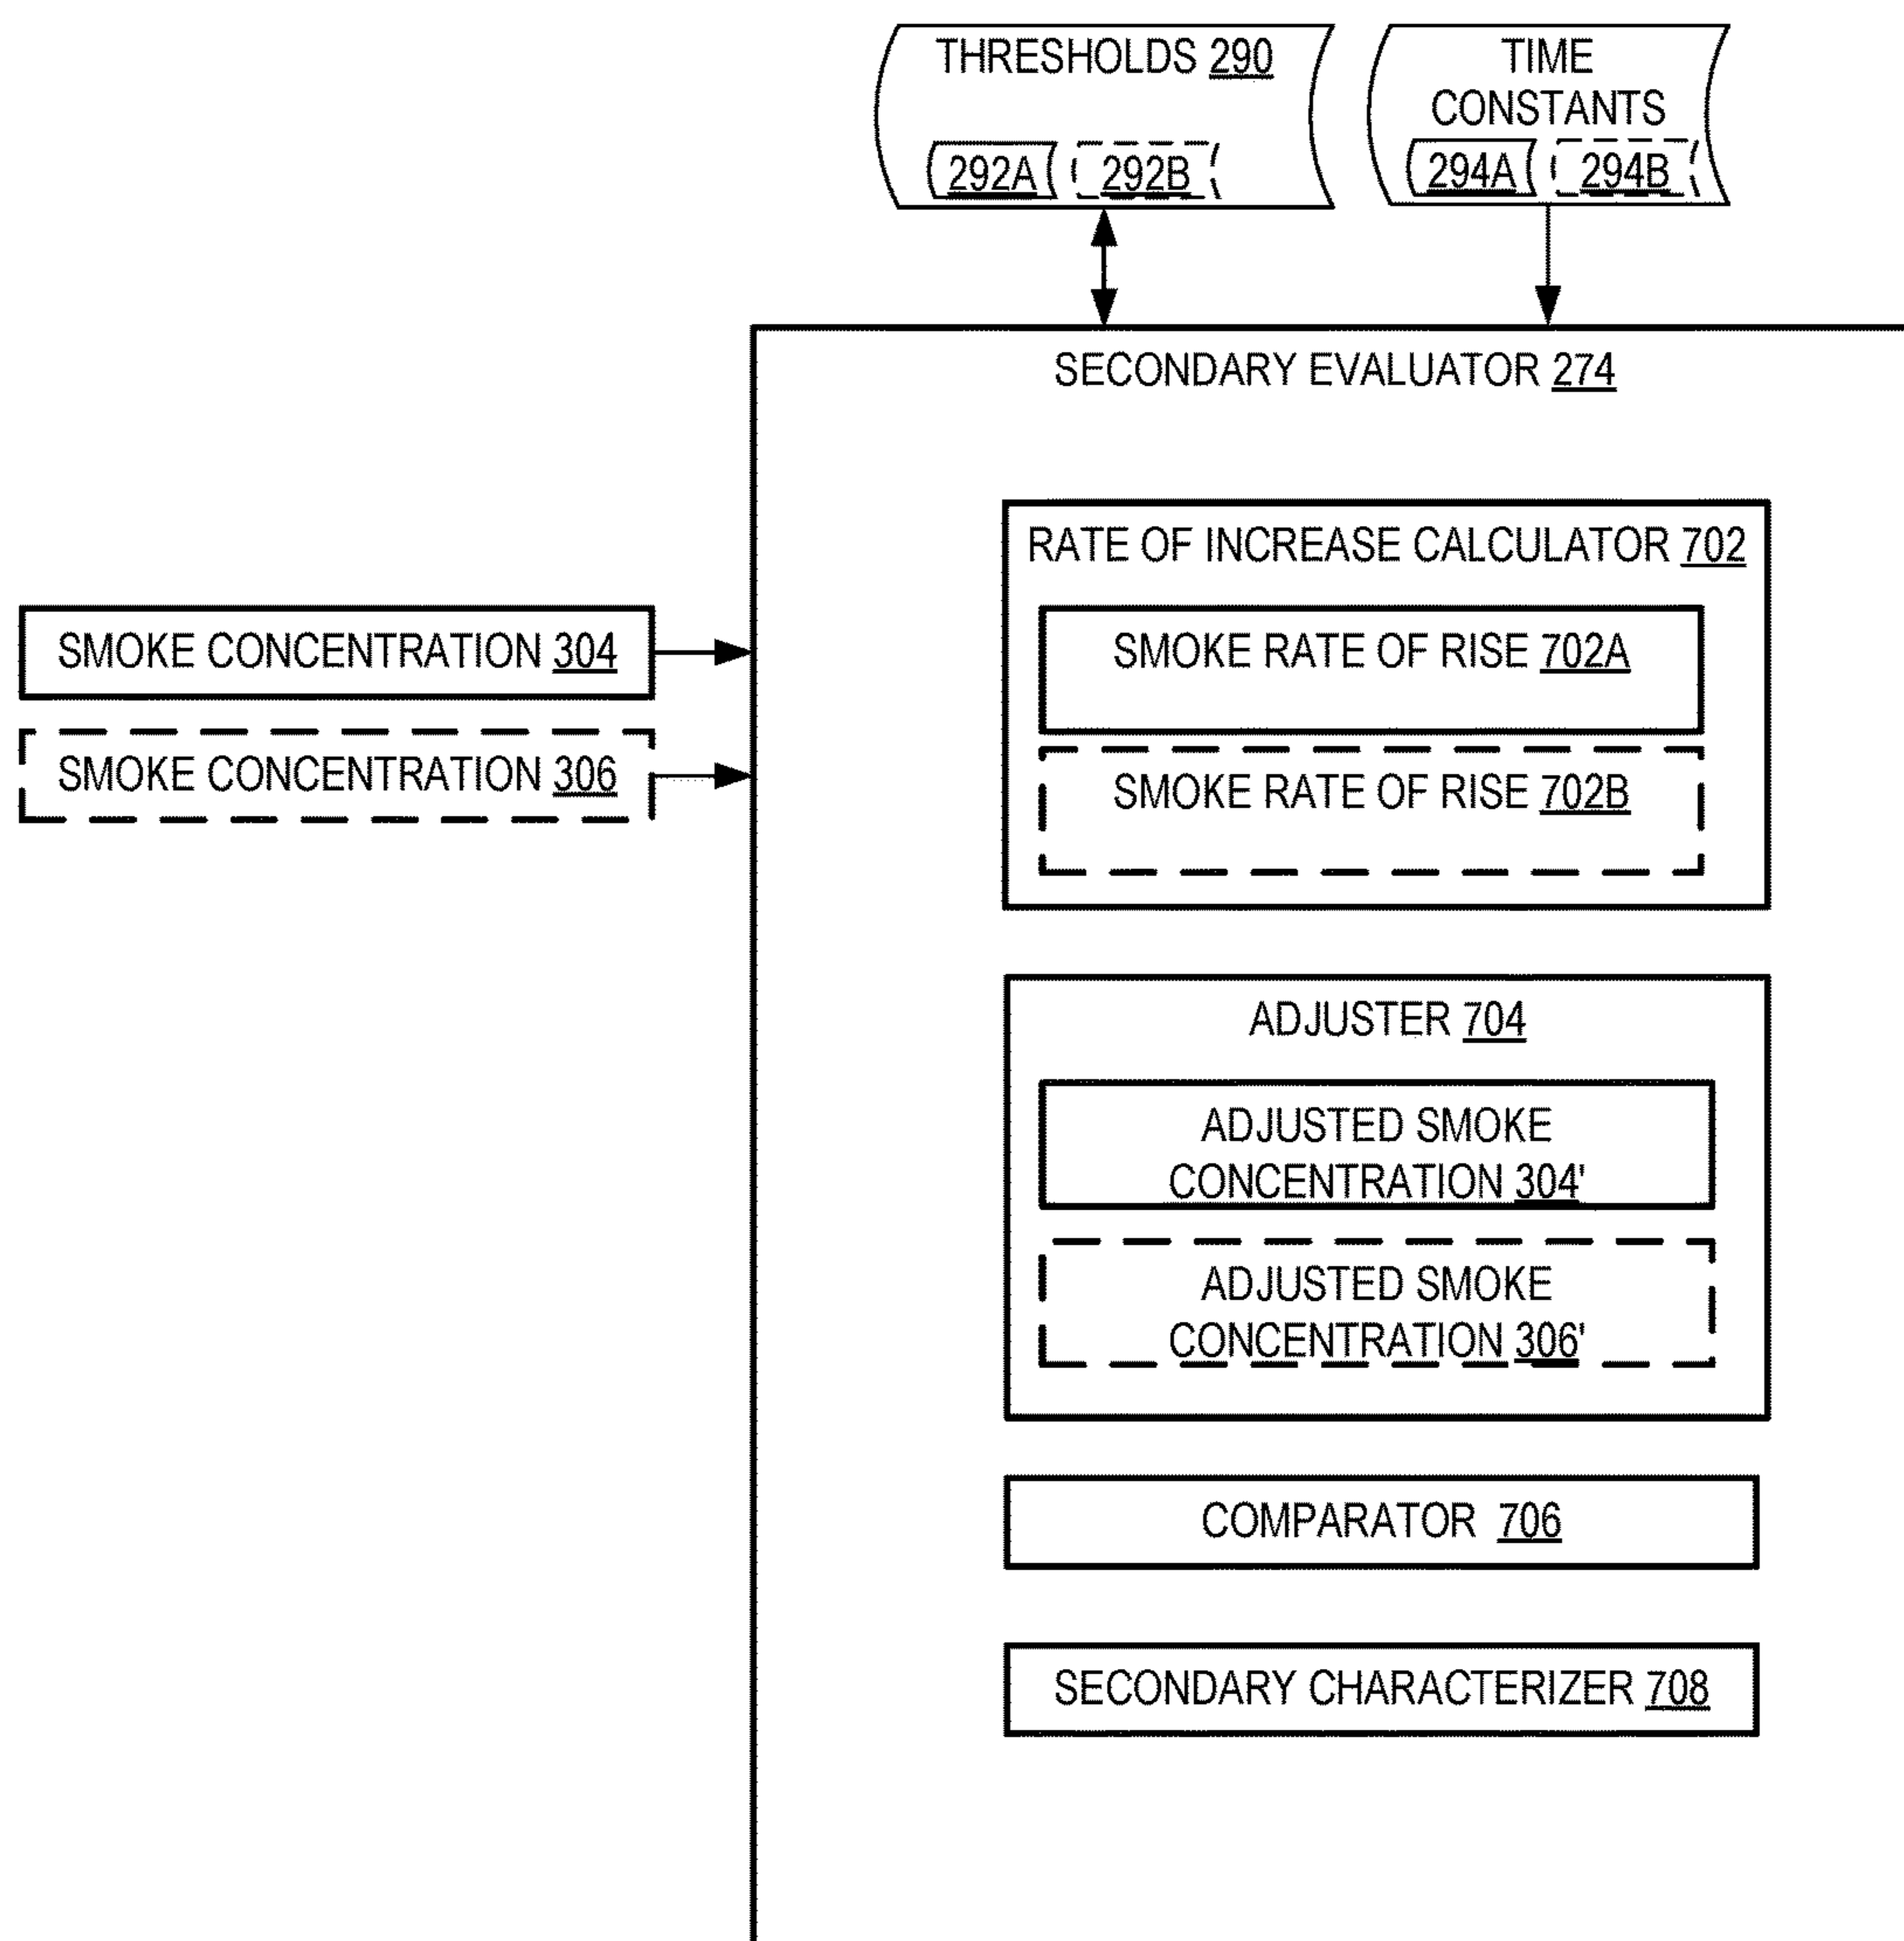 THRESHOLDS 290
292A 292B
TIME
CONSTANTS
294A 294B
SECONDARY EVALUATOR 274
SMOKE CONCENTRATION 304
SMOKE CONCENTRATION 306
RATE OF INCREASE CALCULATOR 702
SMOKE RATE OF RISE 702A
SMOKE RATE OF RISE 702B
ADJUSTER 704
ADJUSTED SMOKE
CONCENTRATION 304'
ADJUSTED SMOKE
CONCENTRATION 306'
COMPARATOR 706
SECONDARY CHARACTERIZER 708